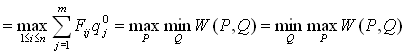 = max_{1≤i≤n} ∑_{j=1}^{m} F_{ij} q_j^0 = max_P min_Q W(P,Q) = min_Q max_P W(P,Q)